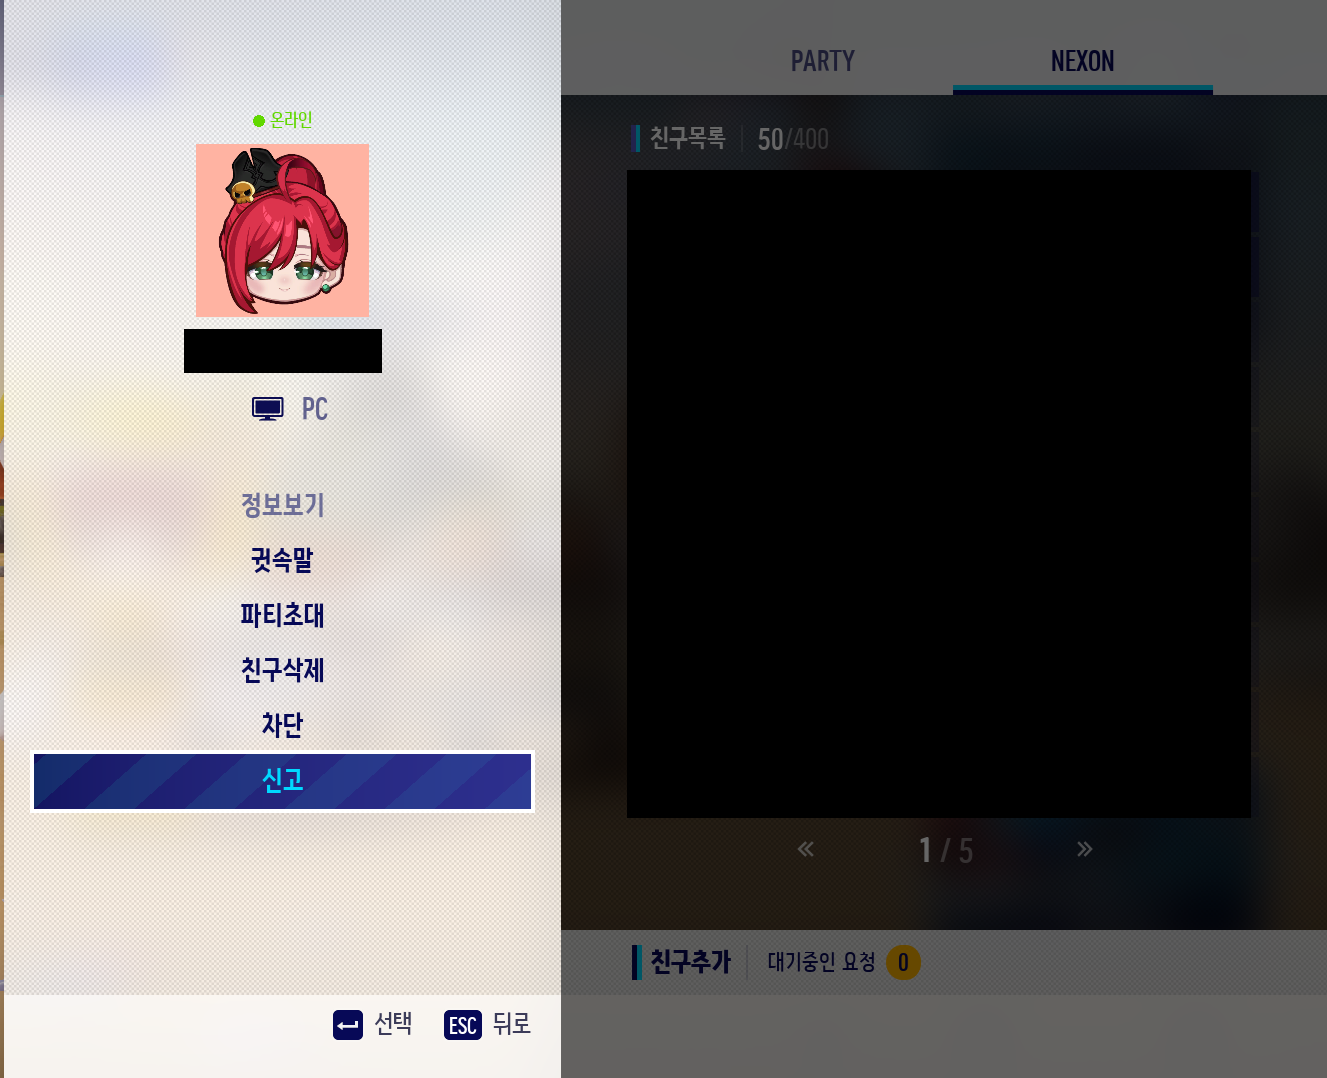 온라인
PC
정보보기
귓속말
파티초대
친구삭제
차단
신고
선택 ESC 뒤로
PARTY NEXON
친구목록 50/400
1 / 5
친구추가 대기중인 요청 0